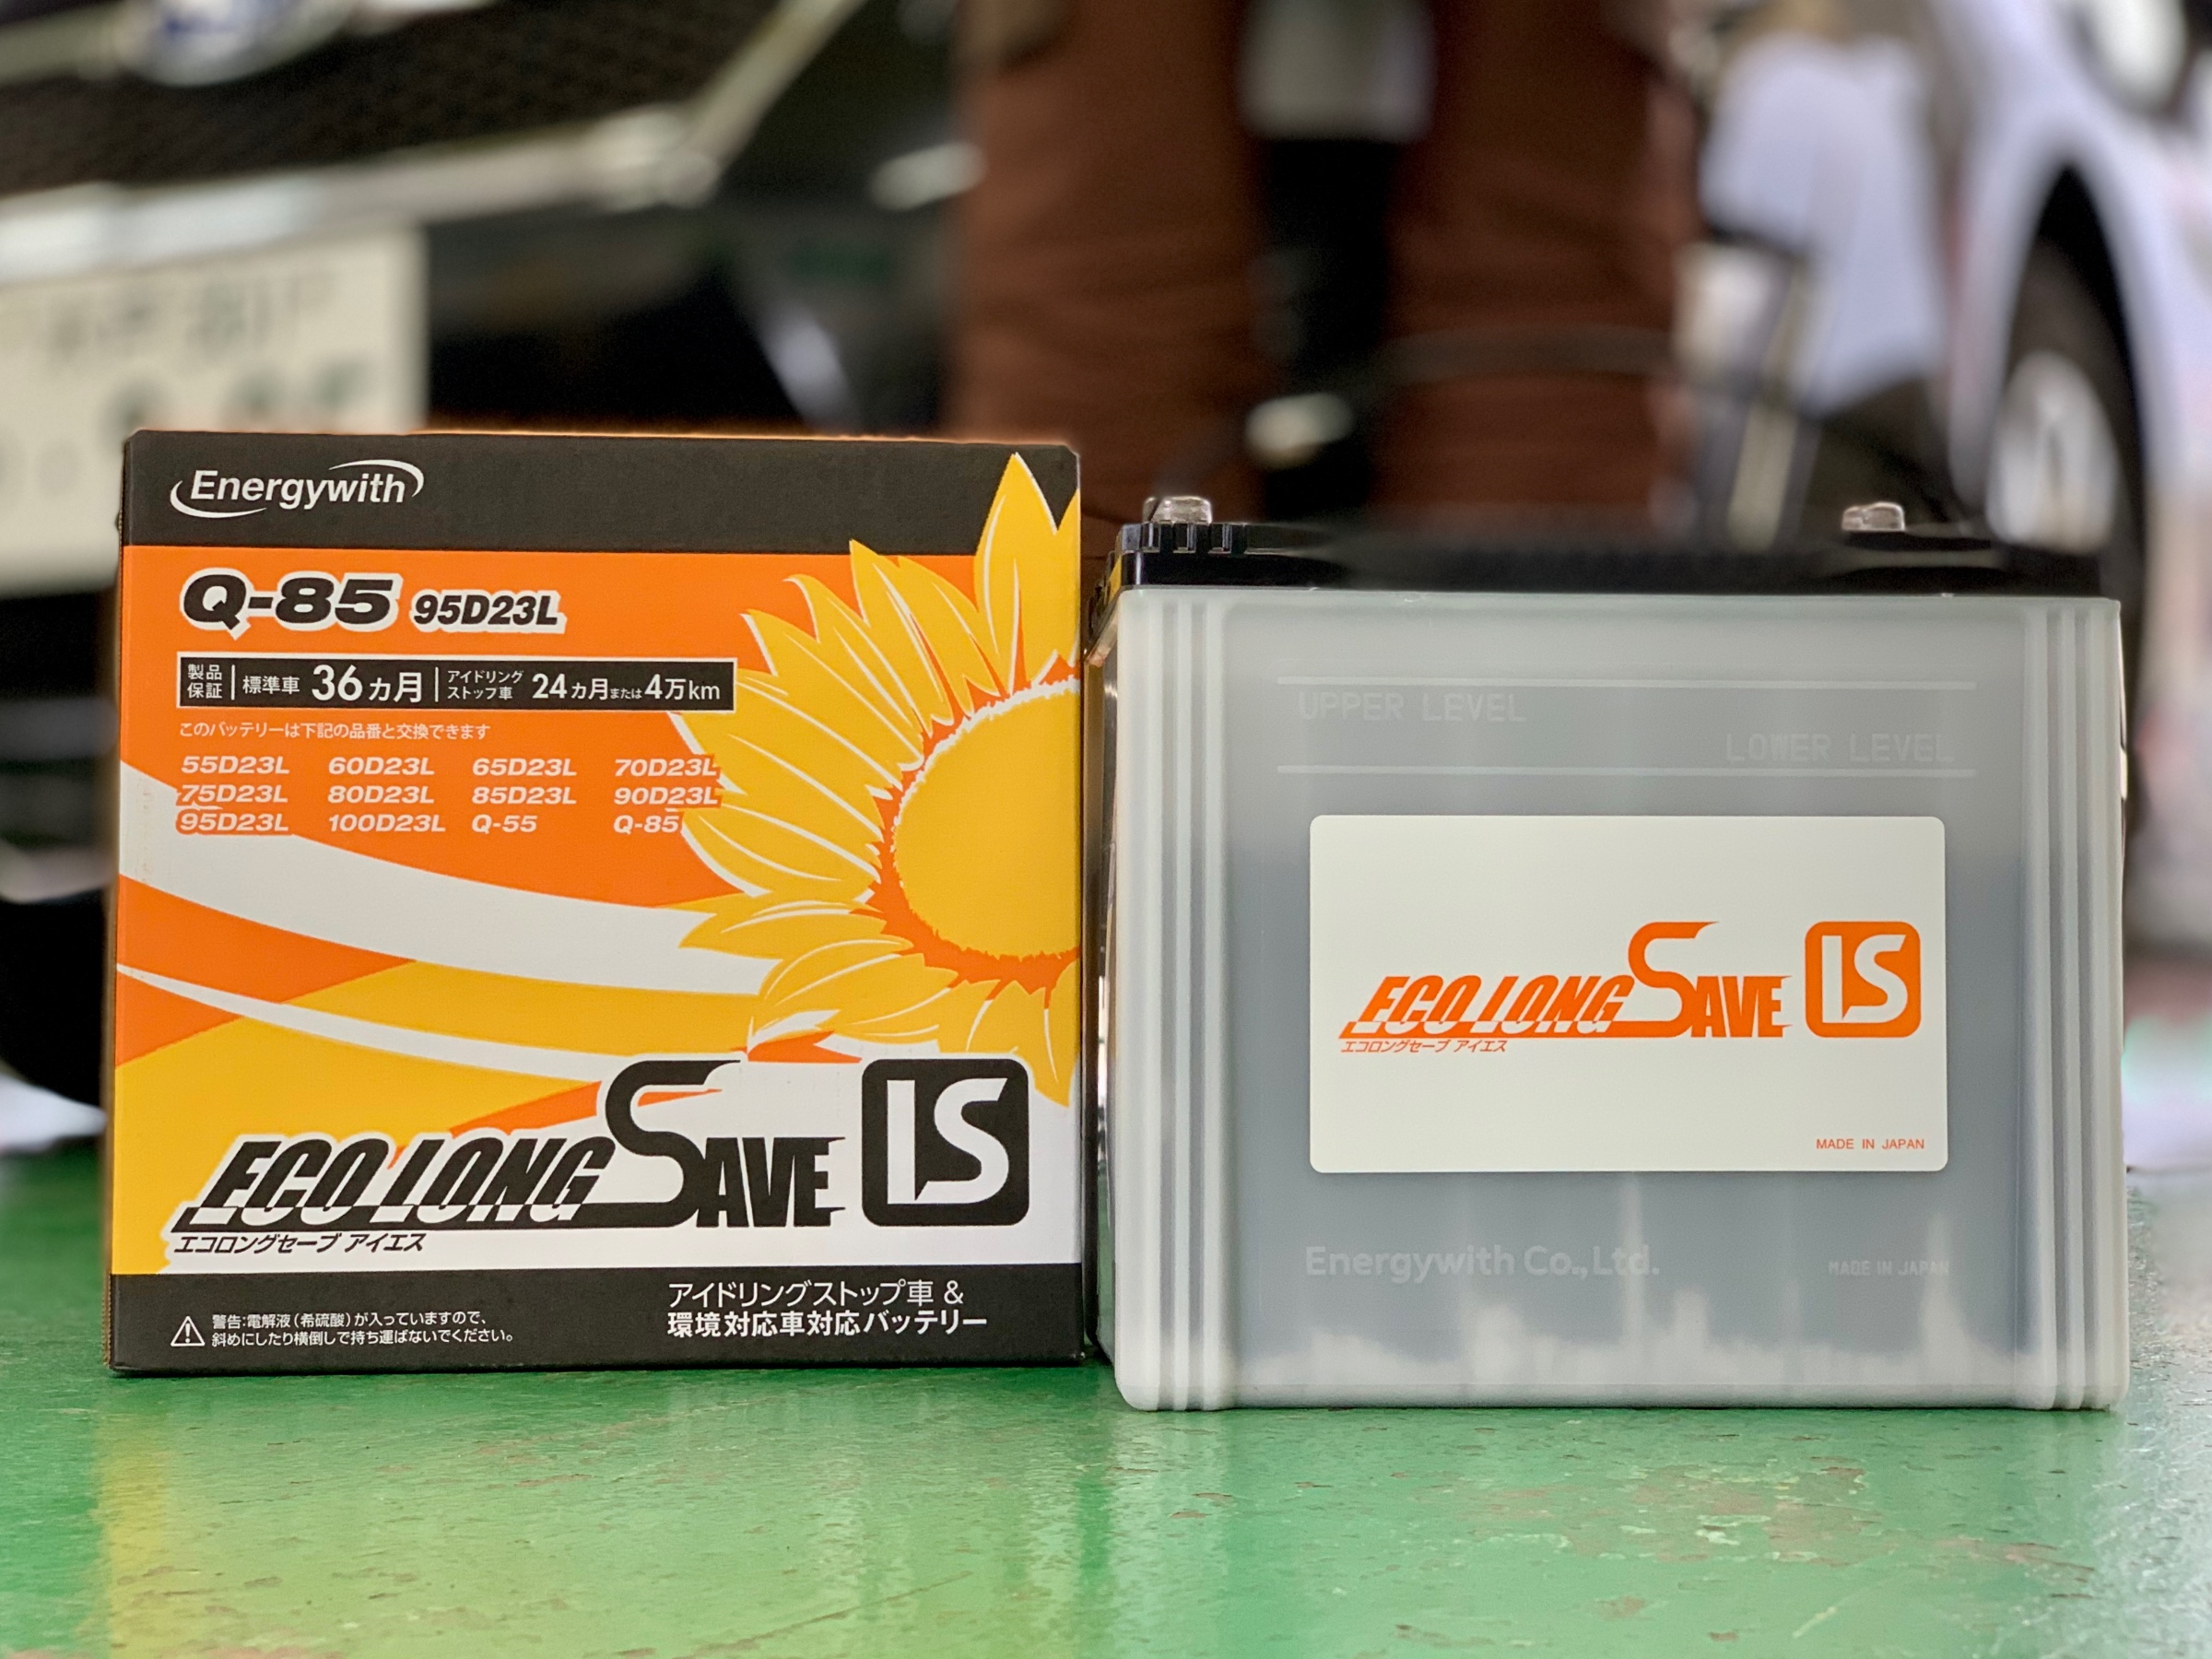 Energywith
Q-85 95D23L
製品保証 標準車 36ヵ月 アイドリングストップ車 24ヵ月または4万km
このバッテリーは下記の品番と交換できます
55D23L 60D23L 65D23L 70D23L
75D23L 80D23L 85D23L 90D23L
95D23L 100D23L Q-55 Q-85
ECO LONG SAVE IS
エコロングセーブ アイエス
アイドリングストップ車 &
環境対応車対応バッテリー
警告:電解液(希硫酸)が入っていますので、
斜めにしたり横倒しで持ち運ばないでください。
UPPER LEVEL
LOWER LEVEL
ECO LONG SAVE IS
エコロングセーブ アイエス
MADE IN JAPAN
Energywith Co.,Ltd.
MADE IN JAPAN